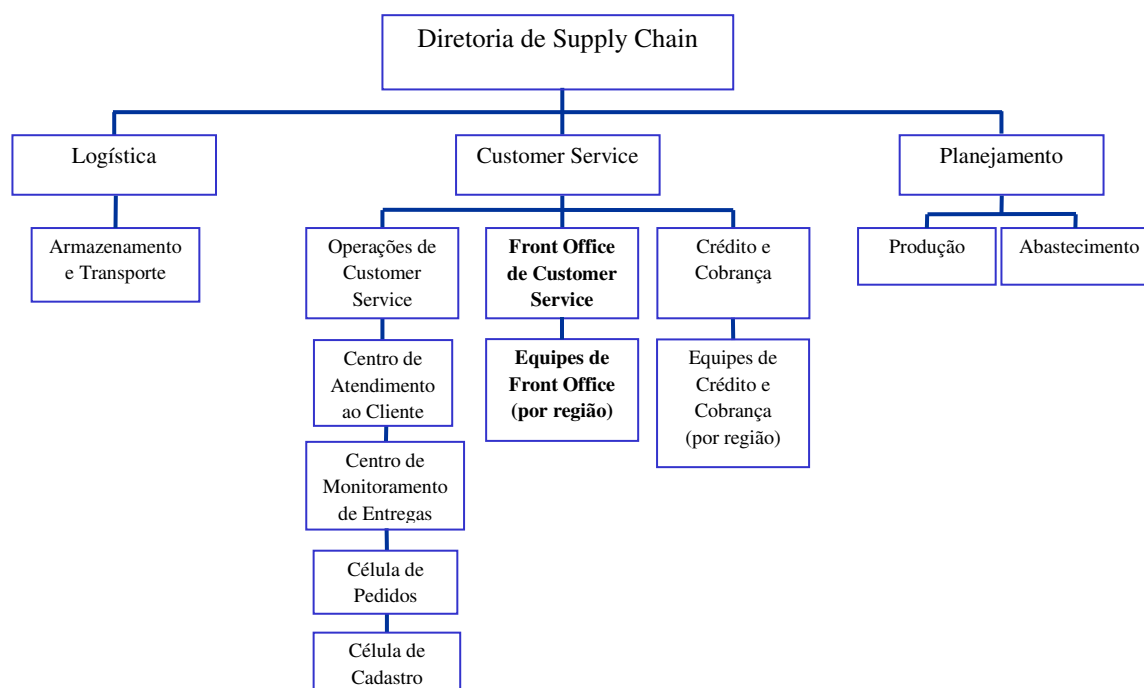 Diretoria de Supply Chain
Logística
Customer Service
Planejamento
Armazenamento
e Transporte
Operações de
Customer
Service
Front Office
de Customer
Service
Crédito e
Cobrança
Produção
Abastecimento
Centro de
Atendimento
ao Cliente
Equipes de
Front Office
(por região)
Equipes de
Crédito e
Cobrança
(por região)
Centro de
Monitoramento
de Entregas
Célula de
Pedidos
Célula de
Cadastro